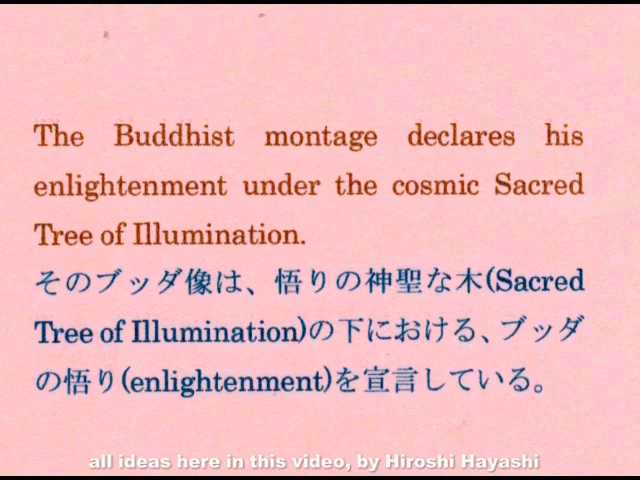 The Buddhist montage declares his
enlightenment under the cosmic Sacred
Tree of Illumination.
そのブッダ像は、悟りの神聖な木(Sacred
Tree of Illumination)の下における、ブッダ
の悟り(enlightenment)を宣言している。
all ideas here in this video, by Hiroshi Hayashi